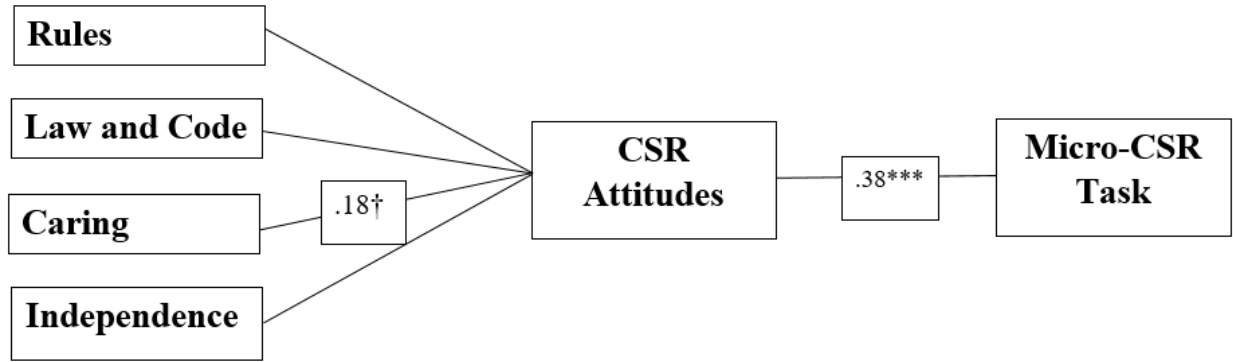 Rules
Law and Code
Caring
Independence
.18†
CSR
Attitudes
.38***
Micro-CSR
Task